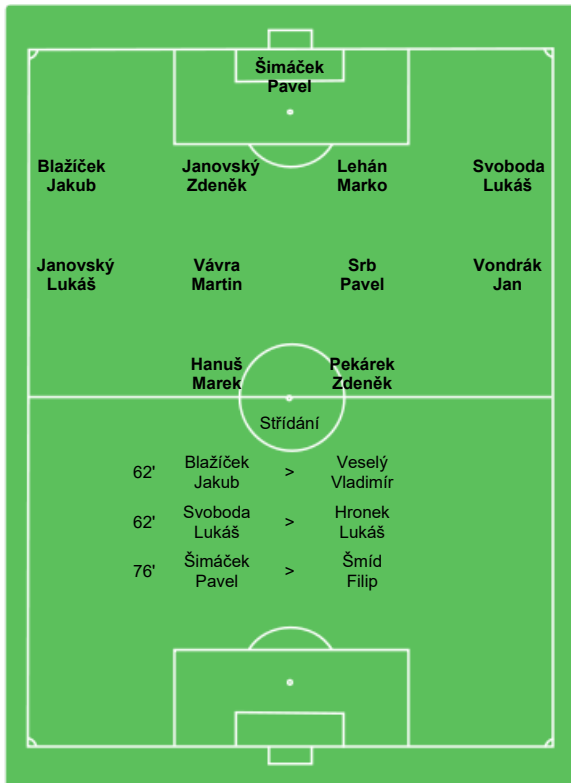 Šimáček
Pavel
Blažíček
Jakub
Janovský
Zdeněk
Lehán
Marko
Svoboda
Lukáš
Janovský
Lukáš
Vávra
Martin
Srb
Pavel
Vondrák
Jan
Hanuš
Marek
Pekárek
Zdeněk
Střídání
62'
Blažíček
Jakub
>
Veselý
Vladimír
62'
Svoboda
Lukáš
>
Hronek
Lukáš
76'
Šimáček
Pavel
>
Šmíd
Filip